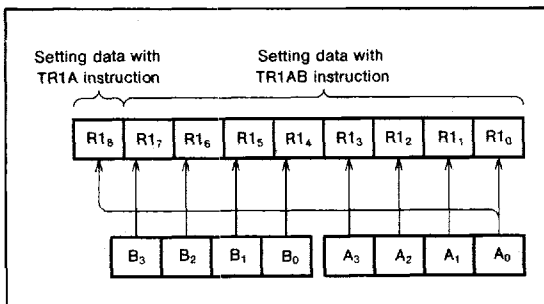 Setting data with Setting data with
TR1A instruction TR1AB instruction
R1₈ R1₇ R1₆ R1₅ R1₄ R1₃ R1₂ R1₁ R1₀
B₃ B₂ B₁ B₀ A₃ A₂ A₁ A₀